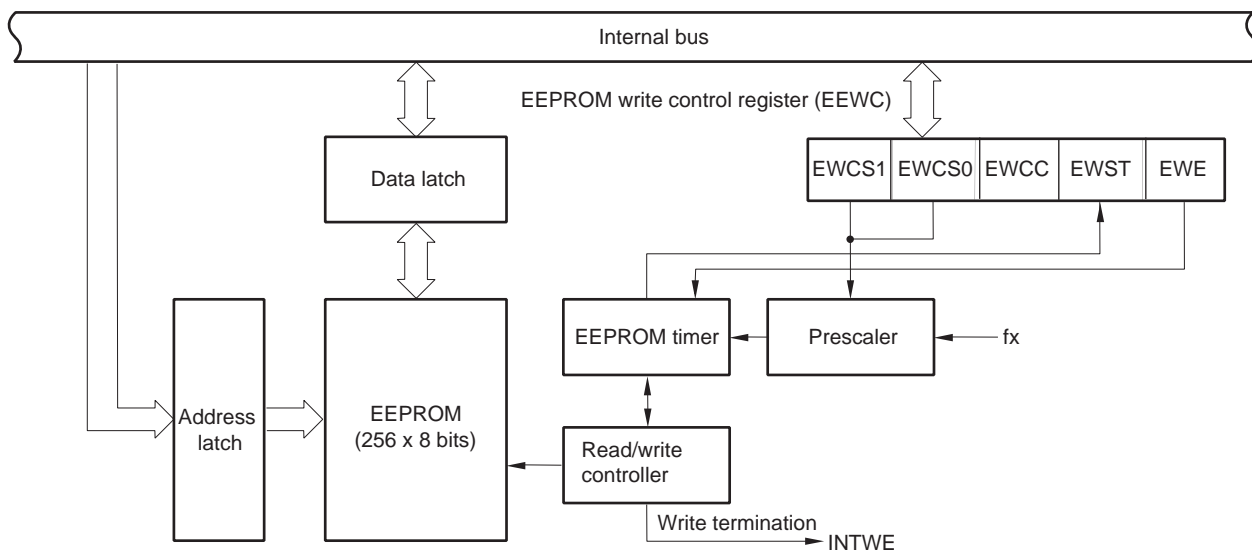 Internal bus
EEPROM write control register (EEWC)
Data latch
EWCS1 EWCS0 EWCC EWST EWE
EEPROM timer
Prescaler
fx
Address
latch
EEPROM
(256 x 8 bits)
Read/write
controller
Write termination
INTWE